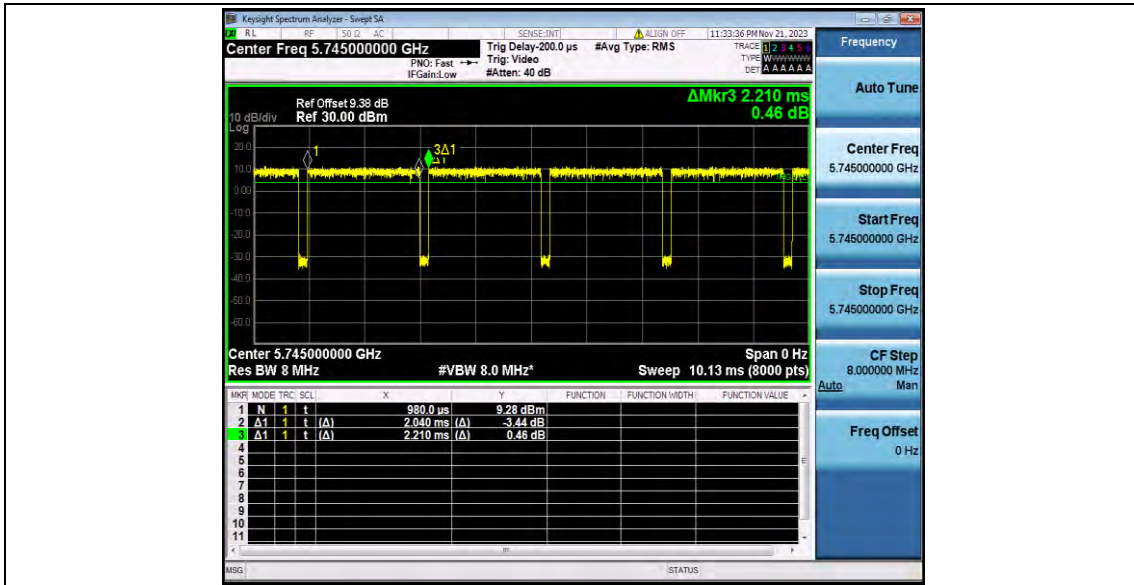 Keysight Spectrum Analyzer - Swept SA
RL RF 50 Ω AC SENSE:INT ALIGN OFF 11:33:36 PM Nov 21, 2023
Center Freq 5.745000000 GHz
PNO: Fast
IFGain:Low
Trig Delay-200.0 µs
Trig: Video
#Atten: 40 dB
#Avg Type: RMS
TRACE 1 2 3 4 5 6
TYPE
DET A A A A A A
Ref Offset 9.38 dB
10 dB/div Ref 30.00 dBm
Log
ΔMkr3 2.210 ms
0.46 dB
20.0
10.0
0.00
-10.0
-20.0
-30.0
-40.0
-50.0
-60.0
1
3Δ1
Center 5.745000000 GHz Span 0 Hz
Res BW 8 MHz #VBW 8.0 MHz* Sweep 10.13 ms (8000 pts)
MKR MODE TRC SCL X Y FUNCTION FUNCTION WIDTH FUNCTION VALUE
1 N 1 t 980.0 µs 9.28 dBm
2 Δ1 1 t (Δ) 2.040 ms (Δ) -3.44 dB
3 Δ1 1 t (Δ) 2.210 ms (Δ) 0.46 dB
4
5
6
7
8
9
10
11
MSG STATUS
Frequency
Auto Tune
Center Freq
5.745000000 GHz
Start Freq
5.745000000 GHz
Stop Freq
5.745000000 GHz
CF Step
8.000000 MHz
Auto Man
Freq Offset
0 Hz